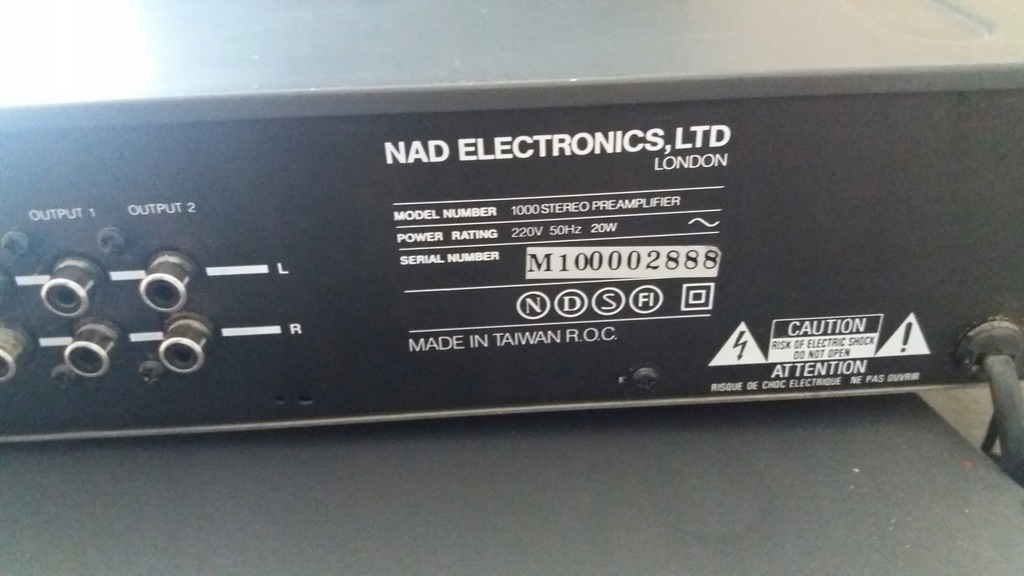 NAD ELECTRONICS, LTD
LONDON
OUTPUT 1 OUTPUT 2
MODEL NUMBER 1000 STEREO PREAMPLIFIER
POWER RATING 220V 50Hz 20W ~
SERIAL NUMBER M100002888
L
N D S FI
R
MADE IN TAIWAN R.O.C.
CAUTION
RISK OF ELECTRIC SHOCK
DO NOT OPEN
ATTENTION
RISQUE DE CHOC ELECTRIQUE NE PAS OUVRIR